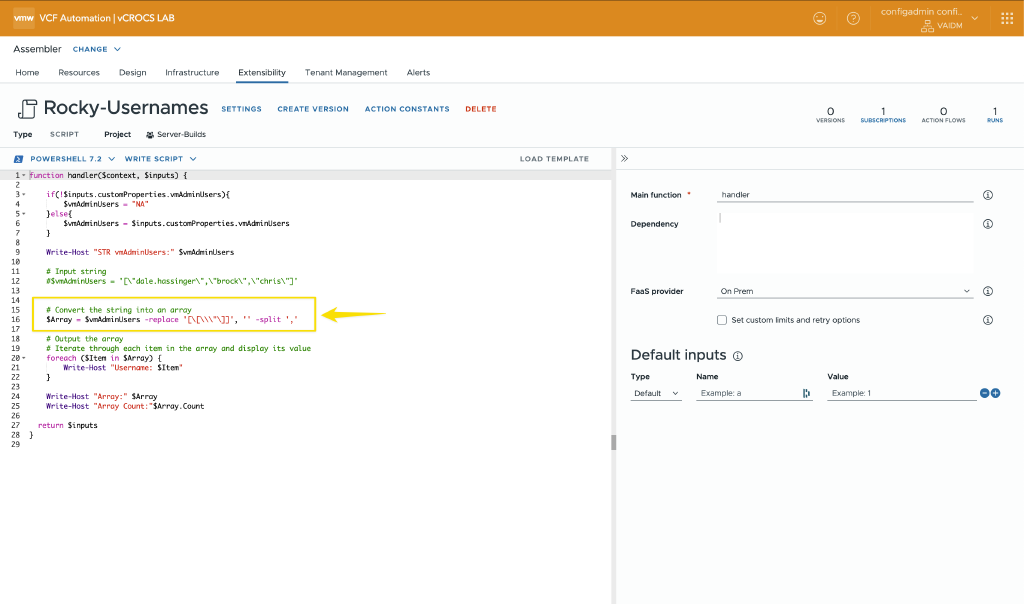 vmw VCF Automation | vCROCS LAB
configadmin confi..
VAIDM
Assembler CHANGE
Home Resources Design Infrastructure Extensibility Tenant Management Alerts
Rocky-Usernames SETTINGS CREATE VERSION ACTION CONSTANTS DELETE
0 1 0 1
VERSIONS SUBSCRIPTIONS ACTION FLOWS RUNS
Type SCRIPT Project Server-Builds
POWERSHELL 7.2 WRITE SCRIPT LOAD TEMPLATE
1 function handler($context, $inputs) {
2
3 if(!$inputs.customProperties.vmAdminUsers){
4 $vmAdminUsers = "NA"
5 }else{
6 $vmAdminUsers = $inputs.customProperties.vmAdminUsers
7 }
8
9 Write-Host "STR vmAdminUsers:" $vmAdminUsers
10
11 # Input string
12 #$vmAdminUsers = '[\"dale.hassinger\",\"brock\",\"chris\"]'
13
14
15 # Convert the string into an array
16 $Array = $vmAdminUsers -replace '[\[\\\"\]]', '' -split ','
17
18 # Output the array
19 # Iterate through each item in the array and display its value
20 foreach ($Item in $Array) {
21 Write-Host "Username: $Item"
22 }
23
24 Write-Host "Array:" $Array
25 Write-Host "Array Count:"$Array.Count
26
27 return $inputs
28 }
29
Main function * handler
Dependency
FaaS provider On Prem
Set custom limits and retry options
Default inputs
Type Name Value
Default Example: a Example: 1